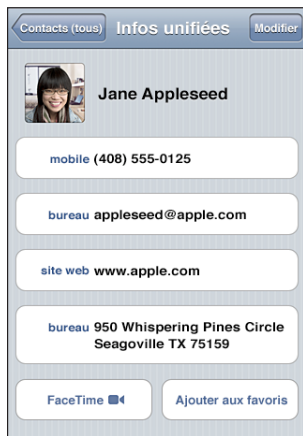 Contacts (tous) Infos unifiées Modifier
Jane Appleseed
mobile (408) 555-0125
bureau appleseed@apple.com
site web www.apple.com
bureau 950 Whispering Pines Circle
Seagoville TX 75159
FaceTime Ajouter aux favoris